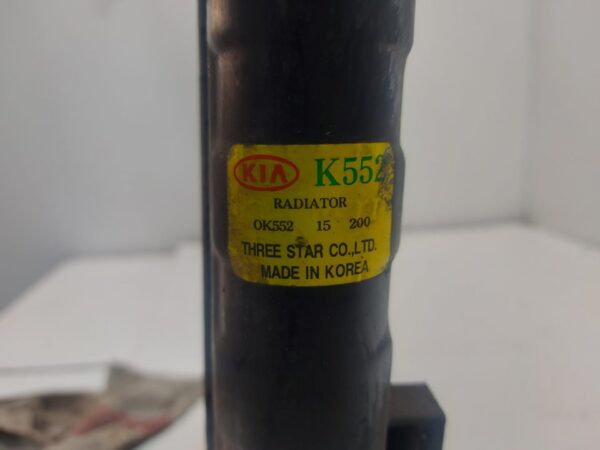 KIA K552
RADIATOR
OK552 15 200
THREE STAR CO.,LTD.
MADE IN KOREA